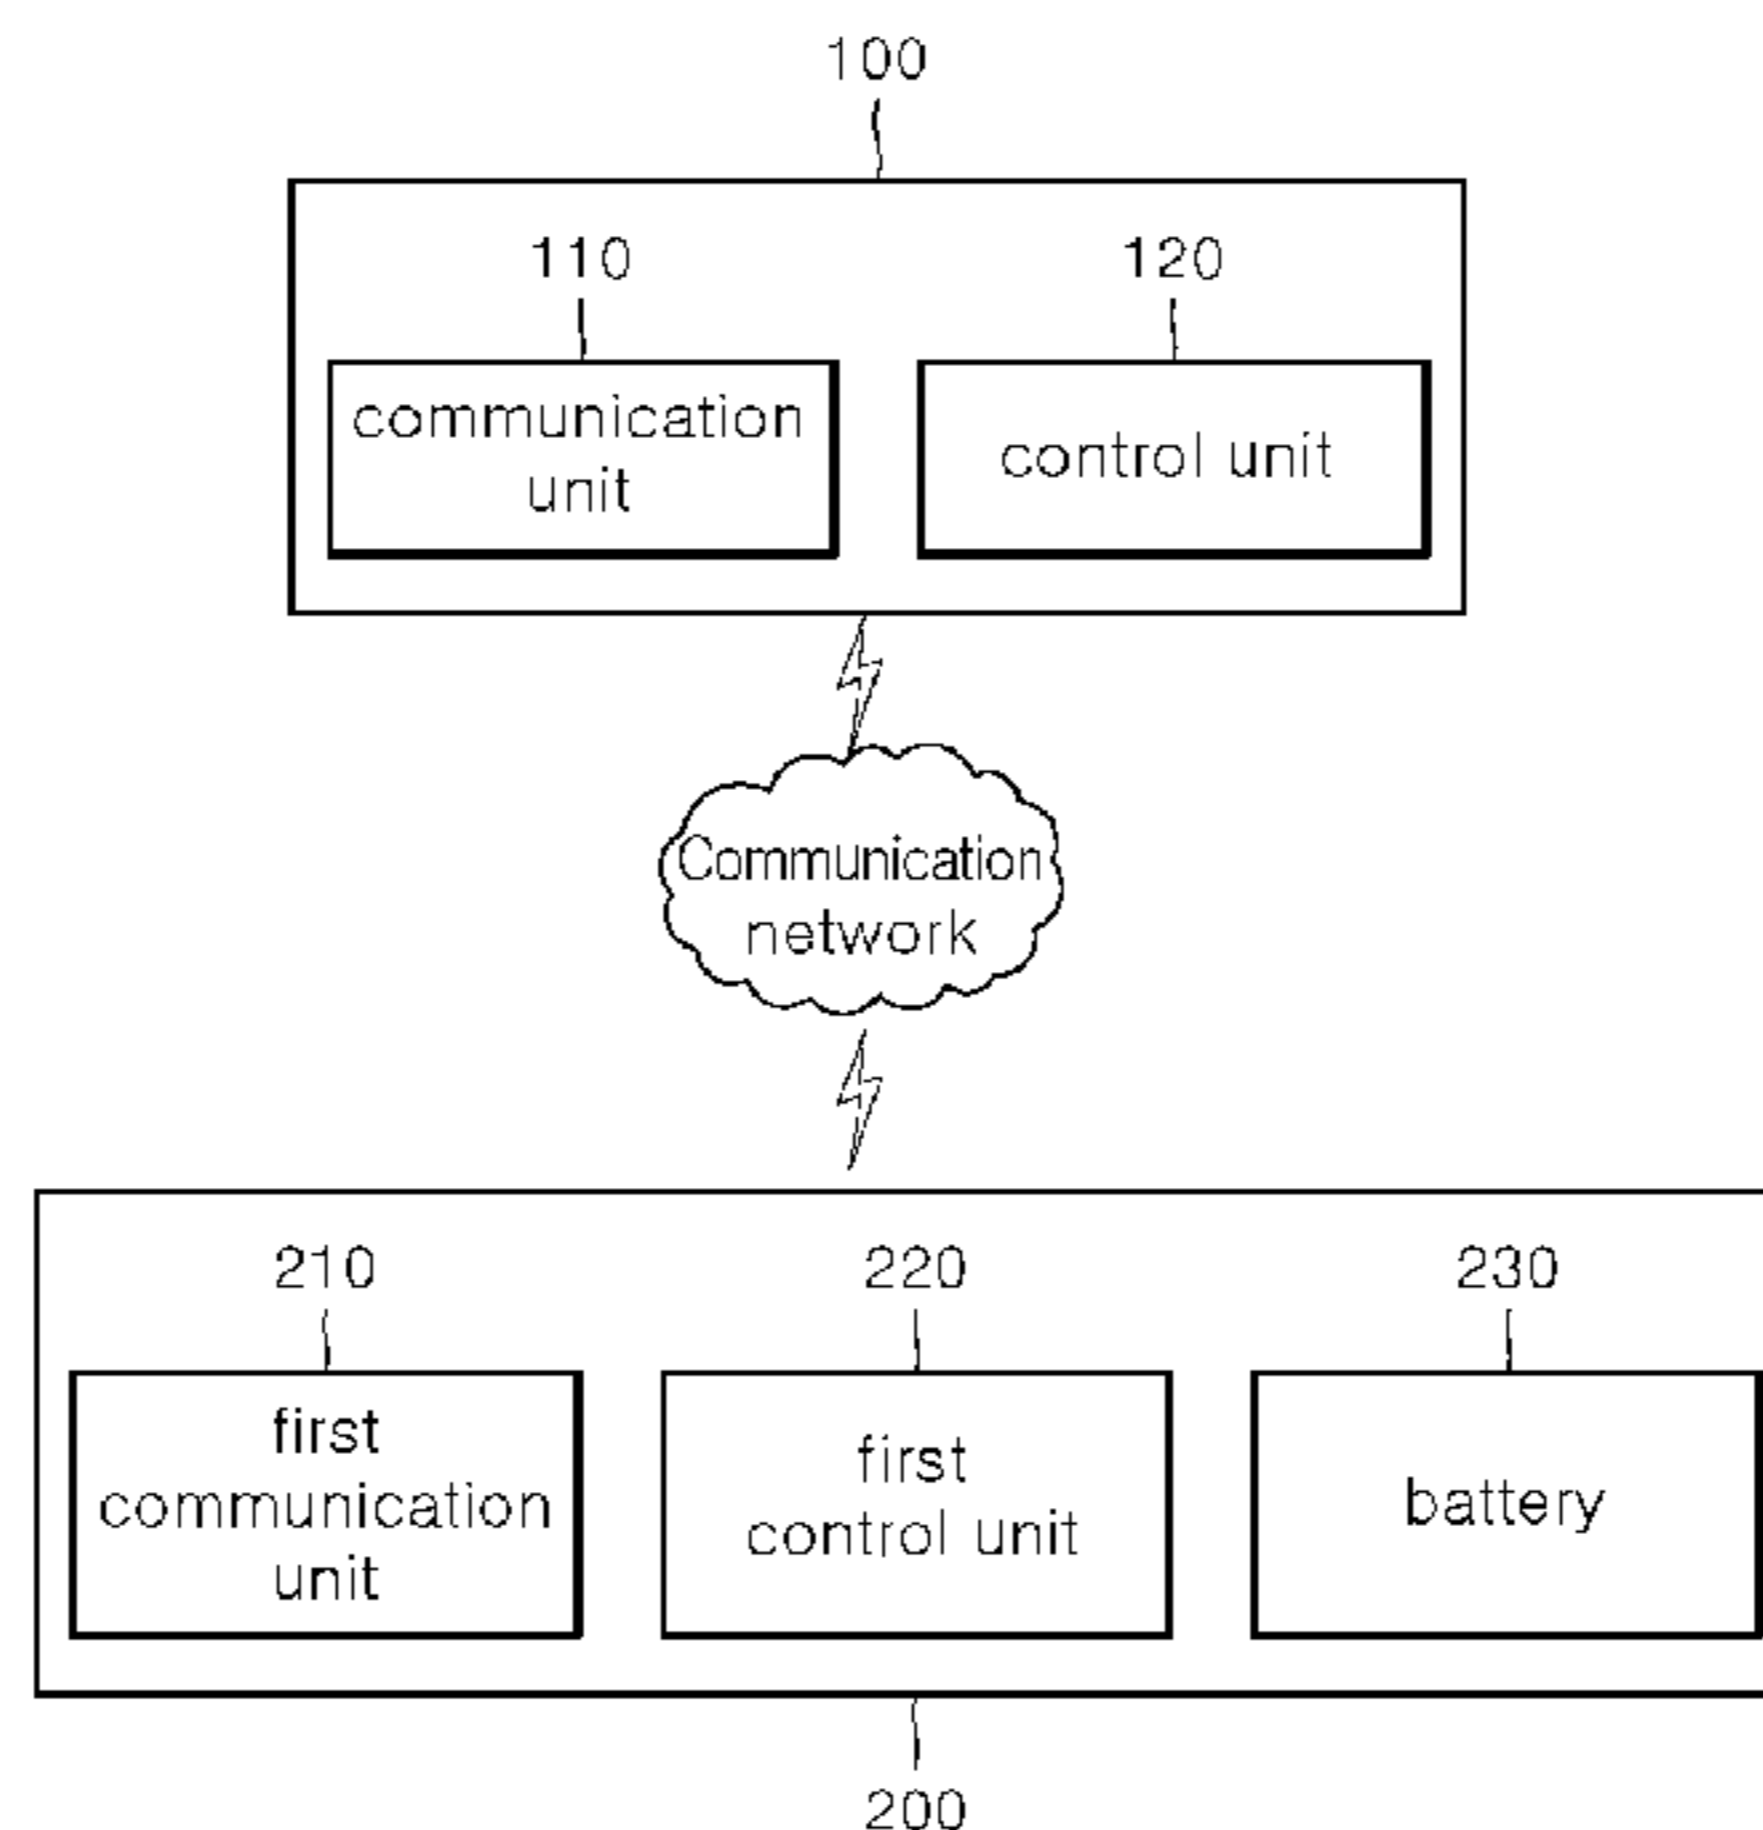 100
110
120
communication
unit
control unit
Communication
network
210
220
230
first
communication
unit
first
control unit
battery
200